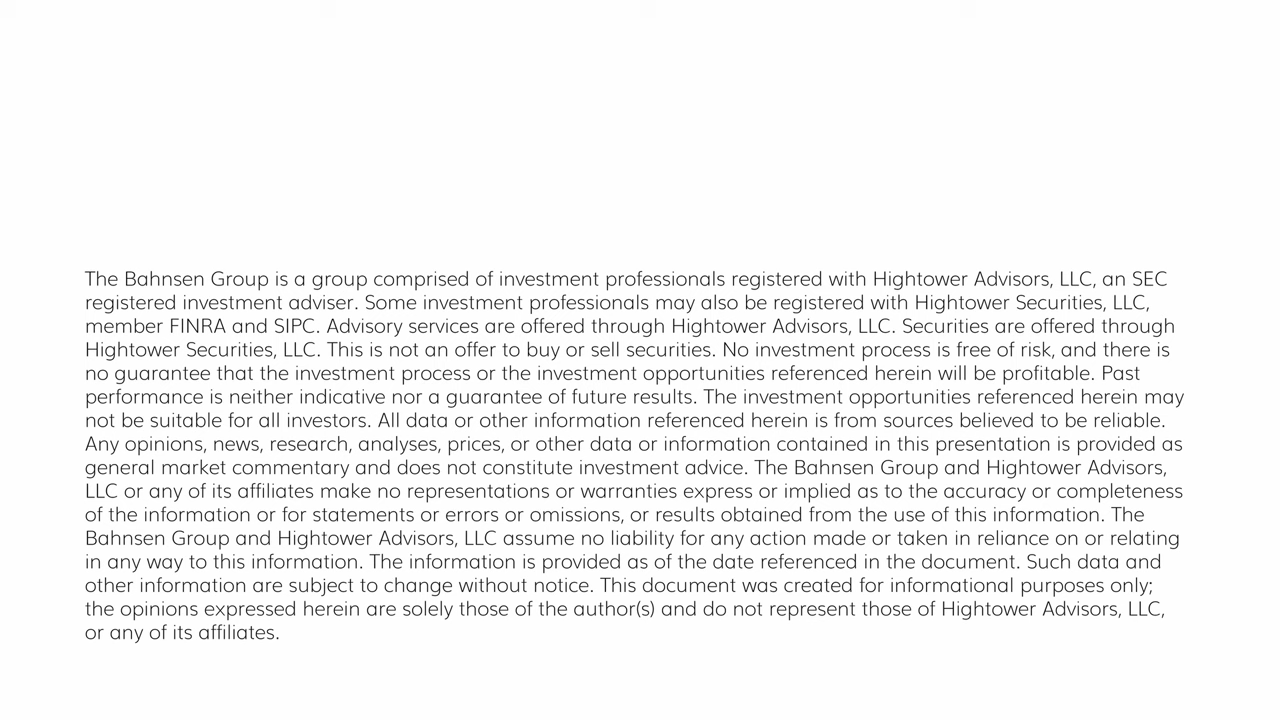 The Bahnsen Group is a group comprised of investment professionals registered with Hightower Advisors, LLC, an SEC
registered investment adviser. Some investment professionals may also be registered with Hightower Securities, LLC,
member FINRA and SIPC. Advisory services are offered through Hightower Advisors, LLC. Securities are offered through
Hightower Securities, LLC. This is not an offer to buy or sell securities. No investment process is free of risk, and there is
no guarantee that the investment process or the investment opportunities referenced herein will be profitable. Past
performance is neither indicative nor a guarantee of future results. The investment opportunities referenced herein may
not be suitable for all investors. All data or other information referenced herein is from sources believed to be reliable.
Any opinions, news, research, analyses, prices, or other data or information contained in this presentation is provided as
general market commentary and does not constitute investment advice. The Bahnsen Group and Hightower Advisors,
LLC or any of its affiliates make no representations or warranties express or implied as to the accuracy or completeness
of the information or for statements or errors or omissions, or results obtained from the use of this information. The
Bahnsen Group and Hightower Advisors, LLC assume no liability for any action made or taken in reliance on or relating
in any way to this information. The information is provided as of the date referenced in the document. Such data and
other information are subject to change without notice. This document was created for informational purposes only;
the opinions expressed herein are solely those of the author(s) and do not represent those of Hightower Advisors, LLC,
or any of its affiliates.